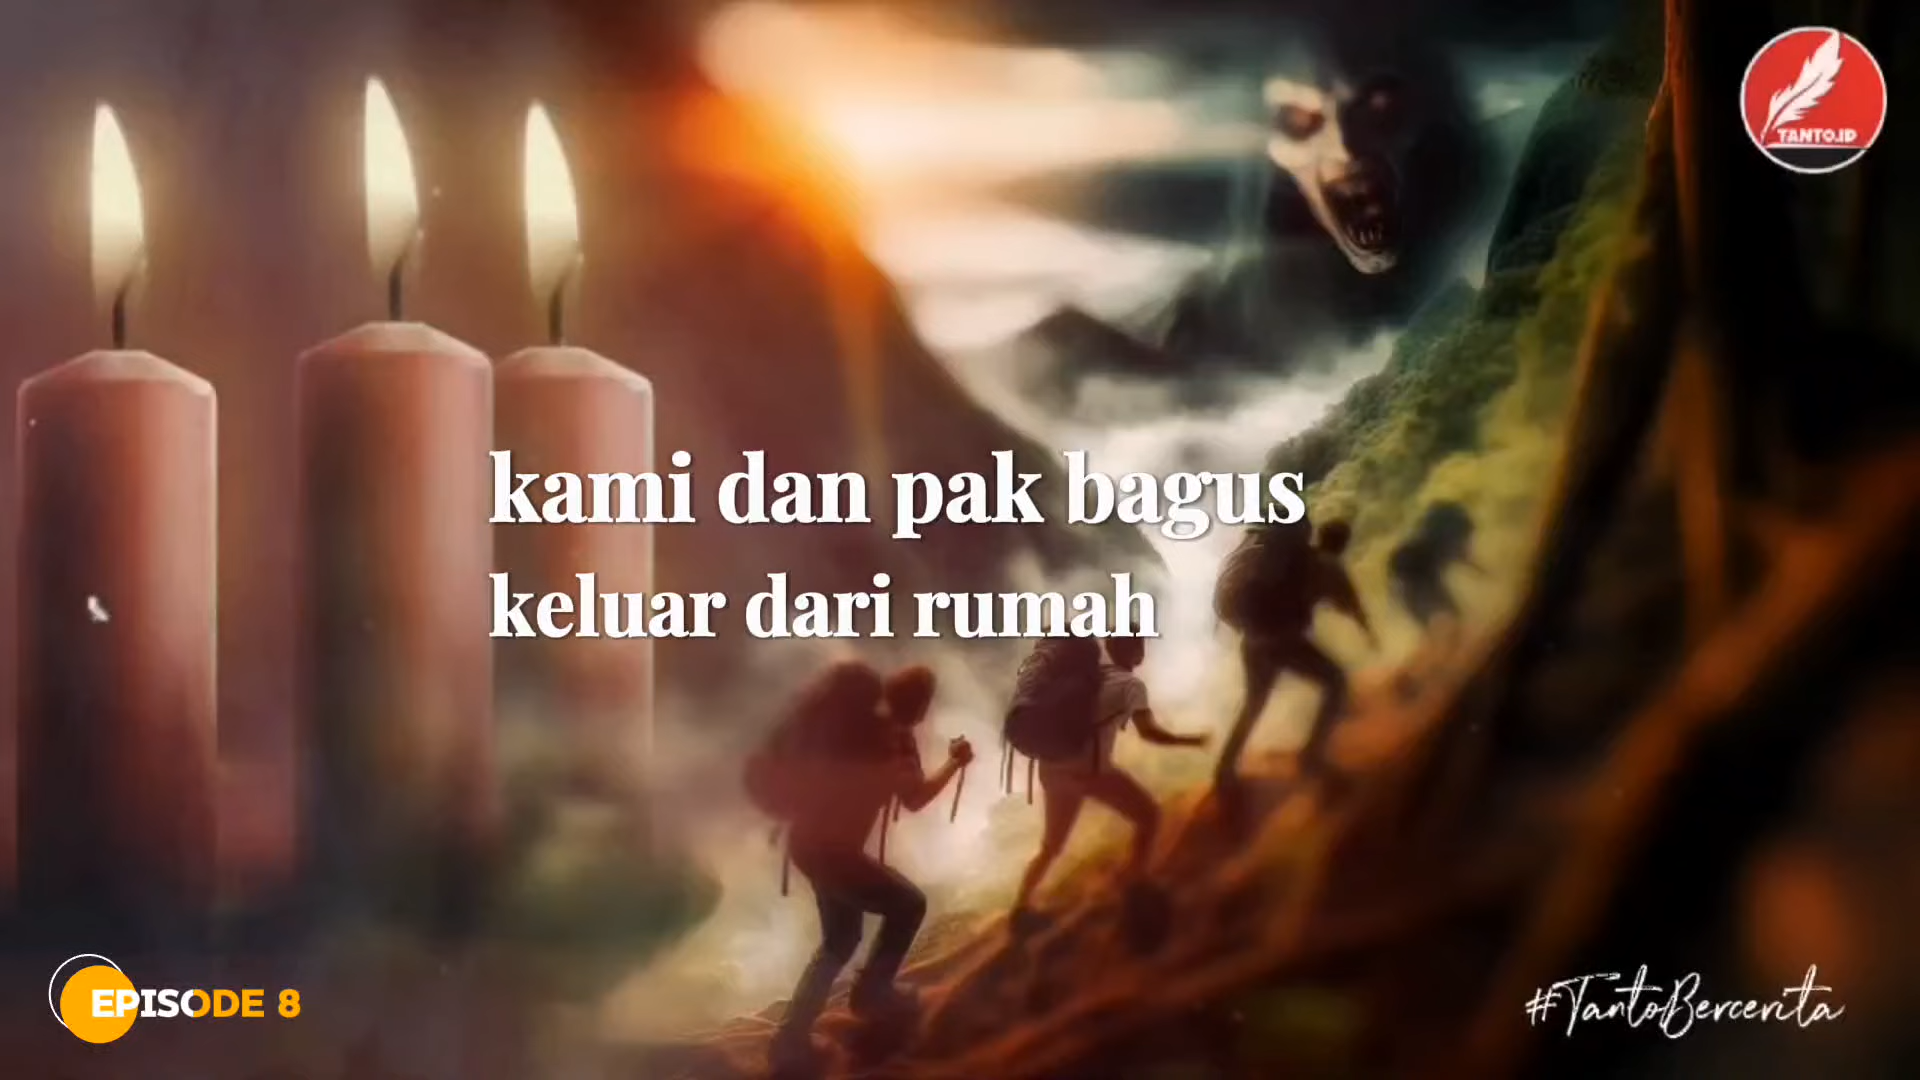 TANTO.ID
kami dan pak bagus
keluar dari rumah
EPISODE 8
#TantoBercerita